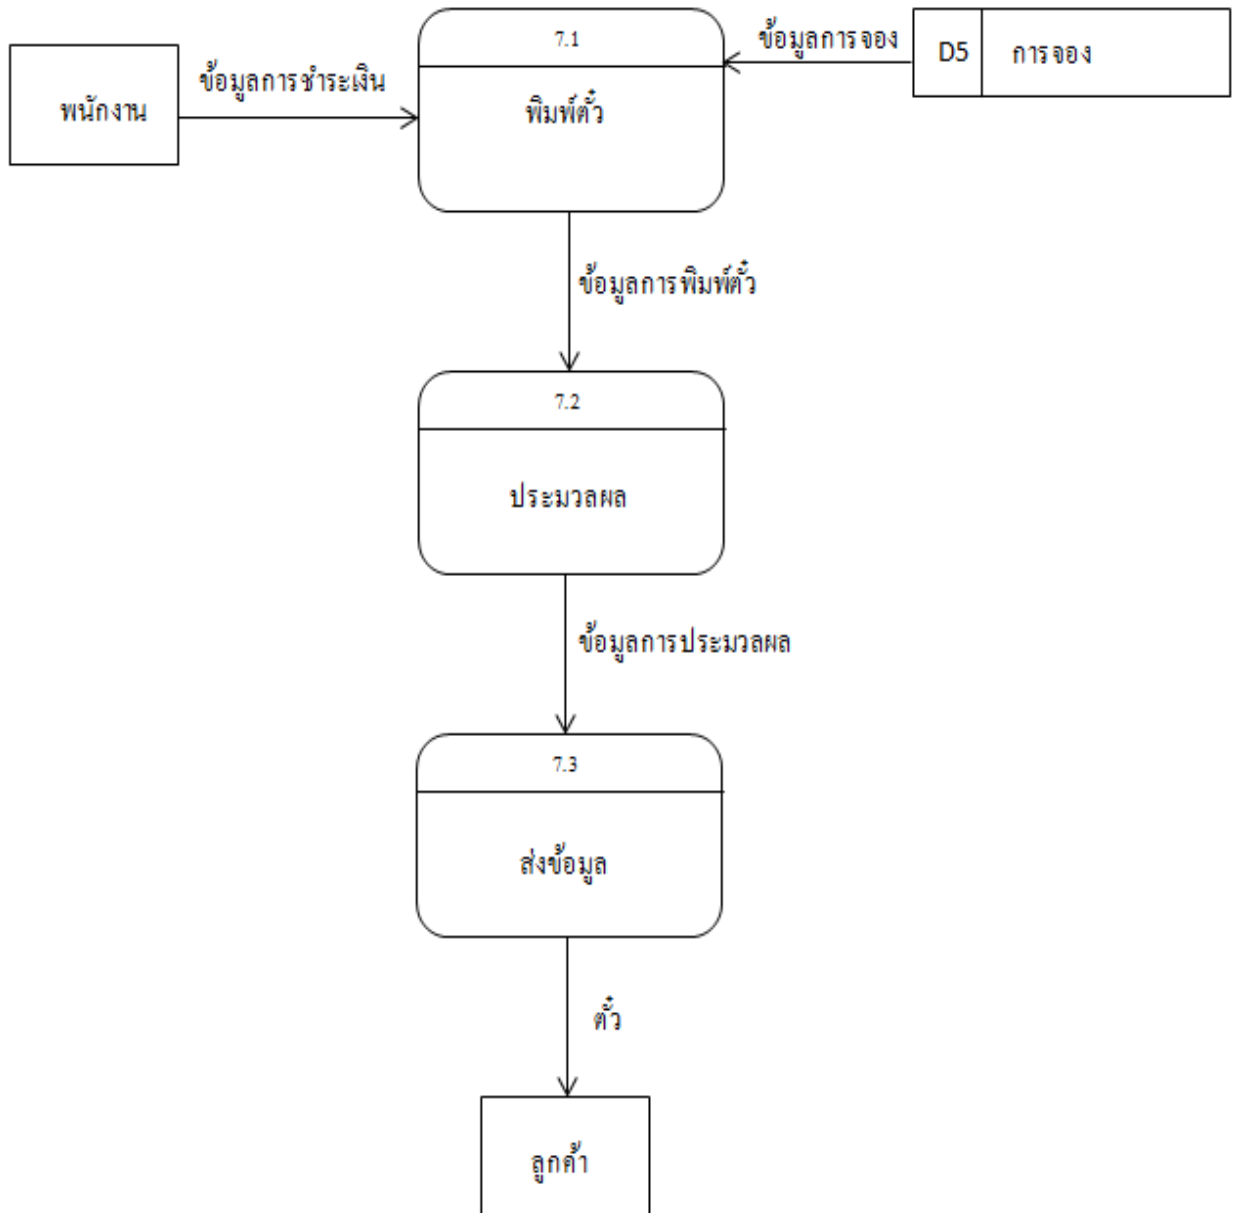 7.1
ข้อมูลการจอง
D5
การจอง
พนักงาน
ข้อมูลการชำระเงิน
พิมพ์ตั๋ว
ข้อมูลการพิมพ์ตั๋ว
7.2
ประมวลผล
ข้อมูลการประมวลผล
7.3
ส่งข้อมูล
ตั๋ว
ลูกค้า